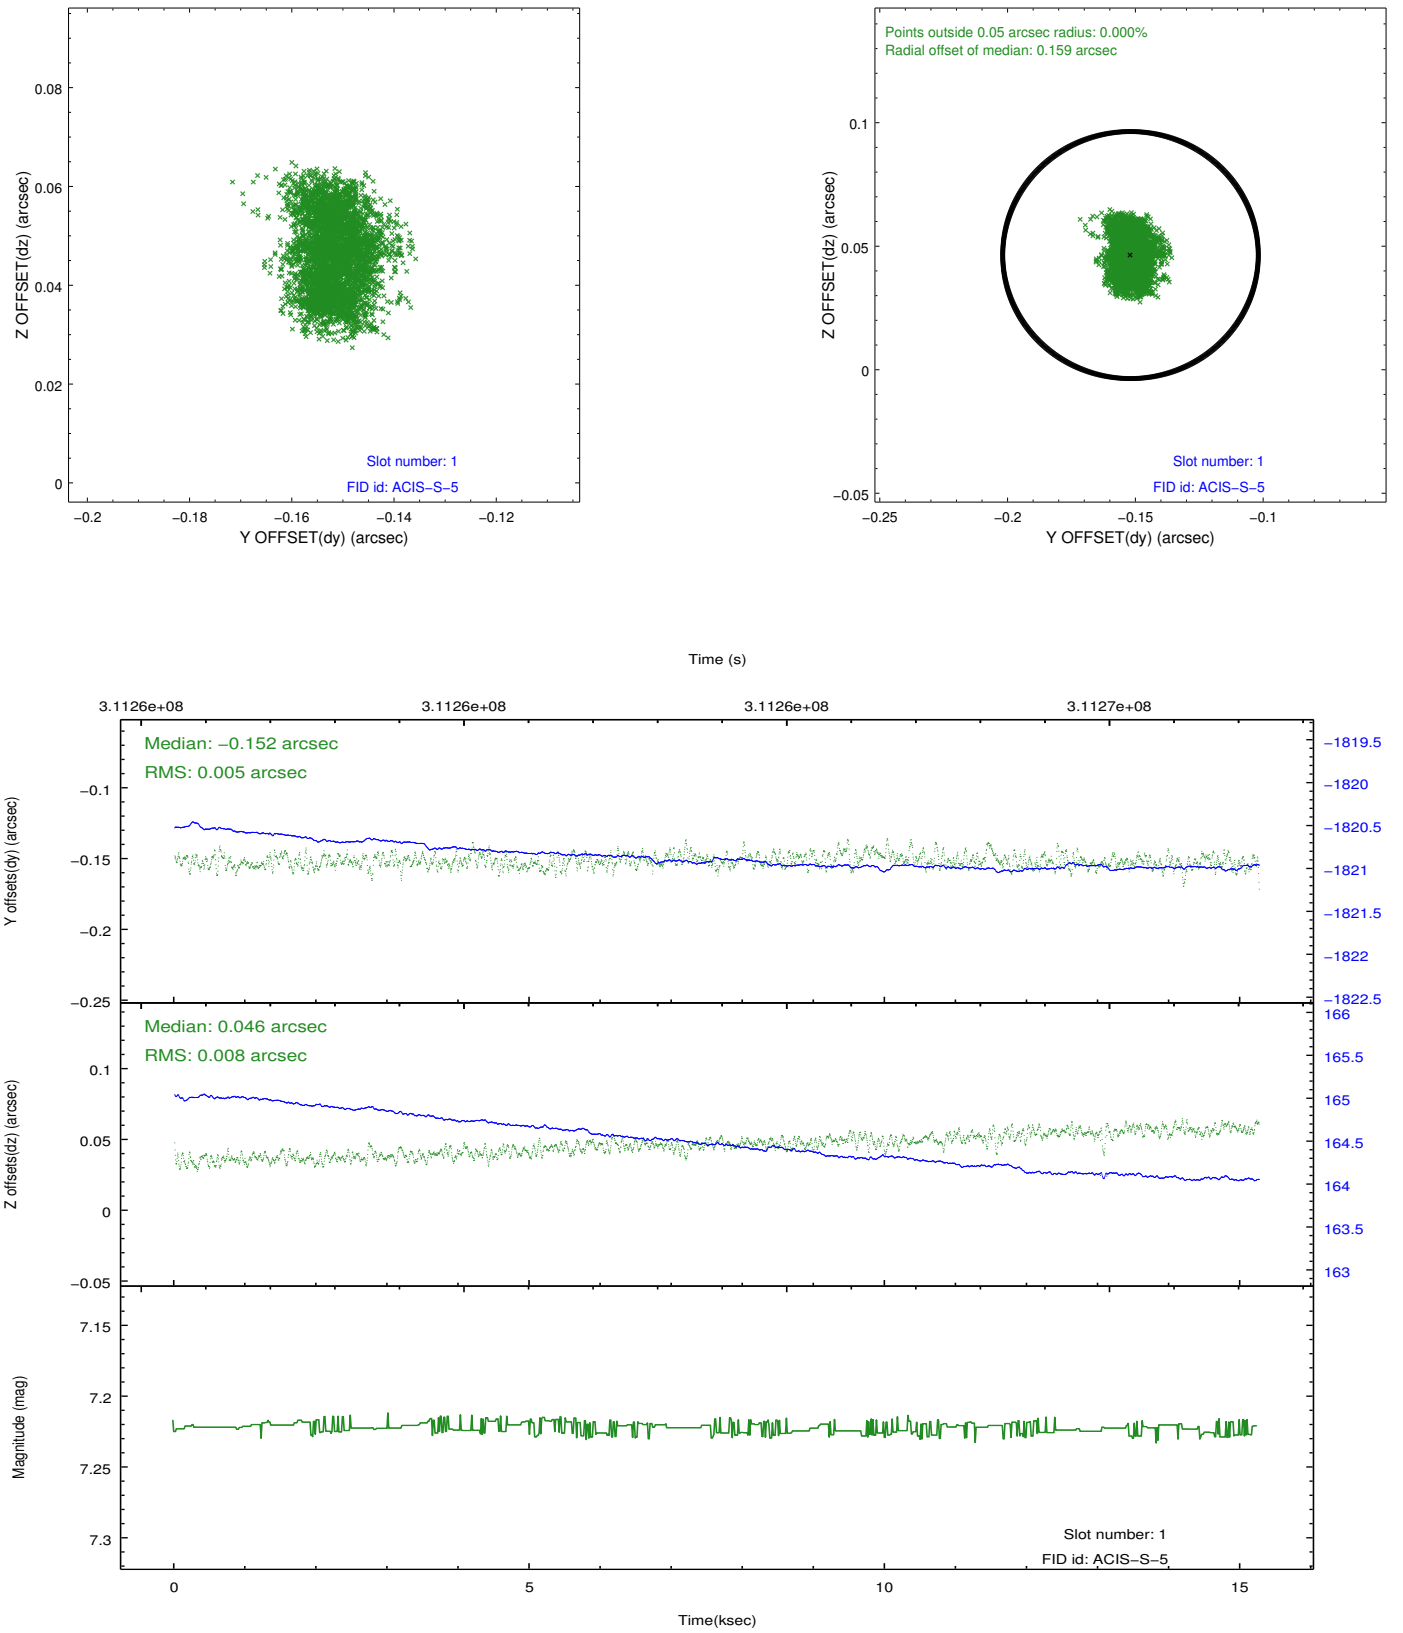 Points outside 0.05 arcsec radius: 0.000%
Radial offset of median: 0.159 arcsec
0.08
0.06
0.04
0.02
0
Z OFFSET(dz) (arcsec)
Slot number: 1
FID id: ACIS−S−5
−0.2 −0.18 −0.16 −0.14 −0.12
Y OFFSET(dy) (arcsec)
0.1
0.05
0
−0.05
Z OFFSET(dz) (arcsec)
Slot number: 1
FID id: ACIS−S−5
−0.25 −0.2 −0.15 −0.1
Y OFFSET(dy) (arcsec)
Time (s)
3.1126e+08 3.1126e+08 3.1126e+08 3.1127e+08
Median: −0.152 arcsec
RMS: 0.005 arcsec
−0.1
−0.15
−0.2
−0.25
Y offsets(dy) (arcsec)
−1819.5
−1820
−1820.5
−1821
−1821.5
−1822
−1822.5
Median: 0.046 arcsec
RMS: 0.008 arcsec
0.1
0.05
0
−0.05
Z offsets(dz) (arcsec)
166
165.5
165
164.5
164
163.5
163
7.15
7.2
7.25
7.3
Magnitude (mag)
Slot number: 1
FID id: ACIS−S−5
0 5 10 15
Time(ksec)